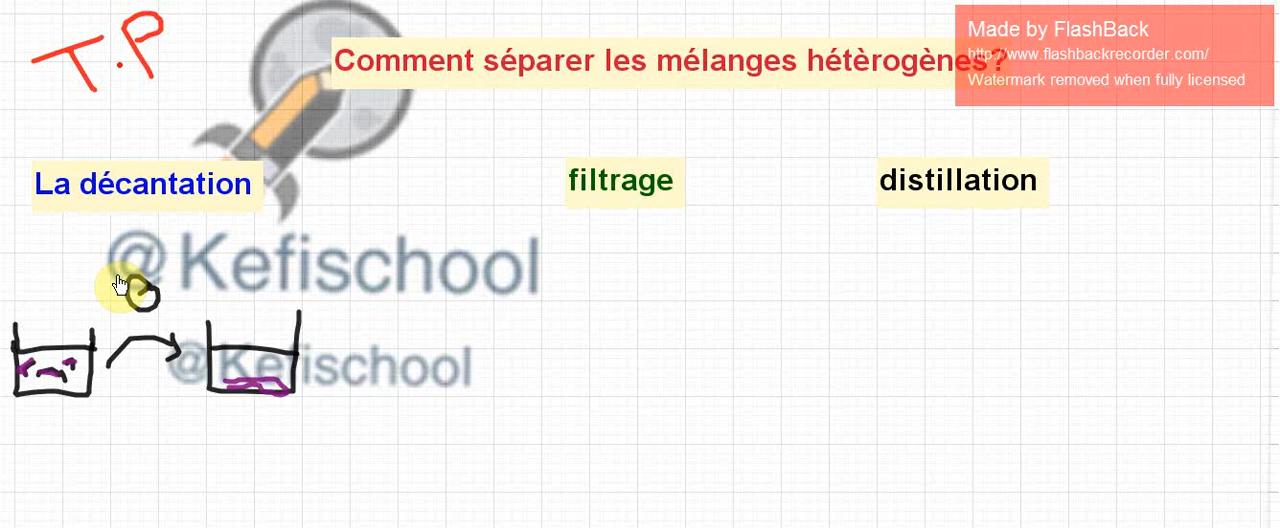 T.P
Comment séparer les mélanges hétèrogènes?
Made by FlashBack
http://www.flashbackrecorder.com/
Watermark removed when fully licensed
La décantation
filtrage
distillation
@Kefischool
@Kefischool